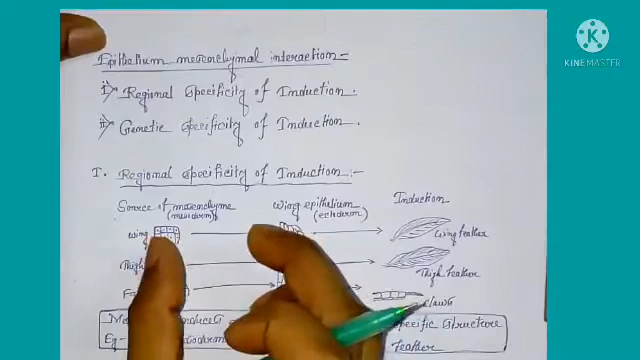 Epithelium mesenchymal interaction :-
i) Regional Specificity of Induction.
ii) Genetic specificity of Induction.
I. Regional specificity of Induction :-
Source of mesenchyme (mesoderm) Wing epithelium (ectoderm) Induction
Wing Wing feather
Thigh Thigh feather
claws
Specific Structure
feather
Eg-
KINEMASTER